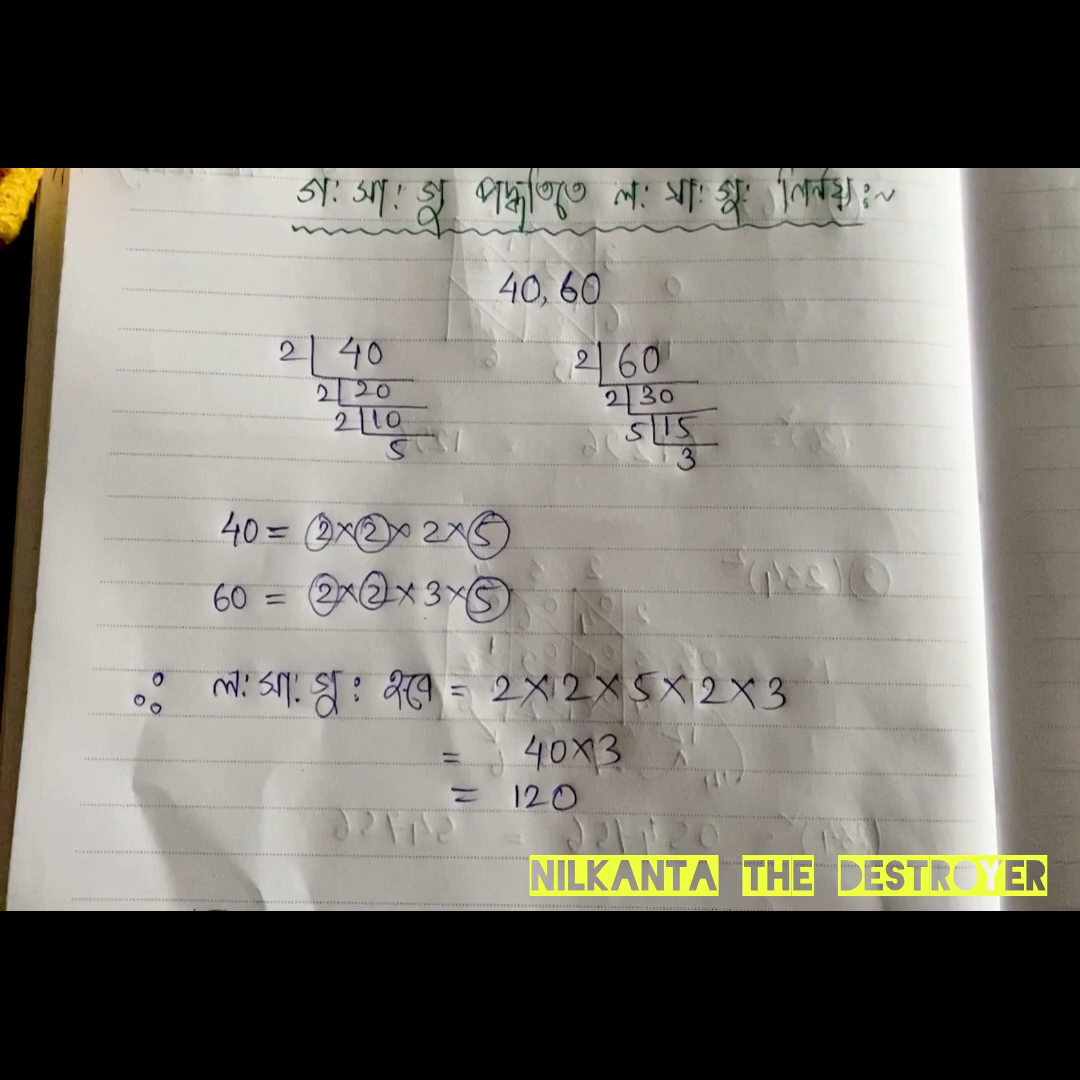 গ: সা: গু পদ্ধতিতে ল: সা: গু: নির্নয় :~
40, 60
2 40
2 20
2 10
5
2 60
2 30
5 15
3
40 = 2×2×2×5
60 = 2×2×3×5
∴ ল: সা: গু: হবে = 2×2×5×2×3
= 40×3
= 120
NILKANTA THE DESTROYER